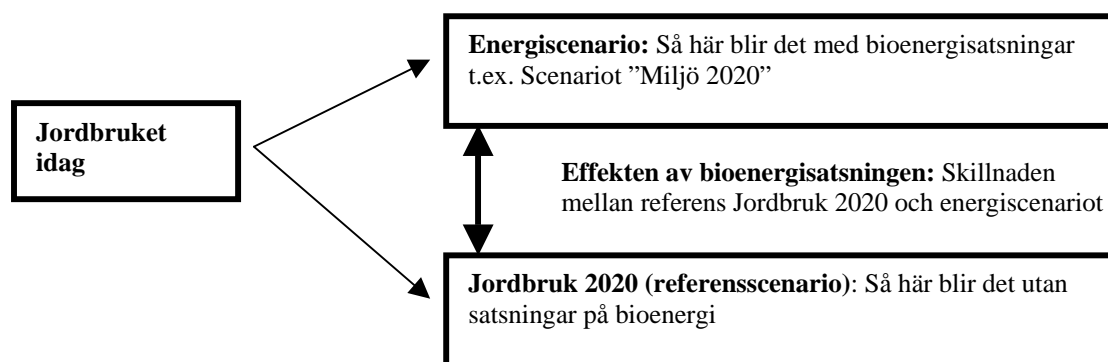 Energiscenario: Så här blir det med bioenergisatsningar
t.ex. Scenariot ”Miljö 2020”
Jordbruket
idag
Effekten av bioenergisatsningen: Skillnaden
mellan referens Jordbruk 2020 och energiscenariot
Jordbruk 2020 (referensscenario): Så här blir det utan
satsningar på bioenergi